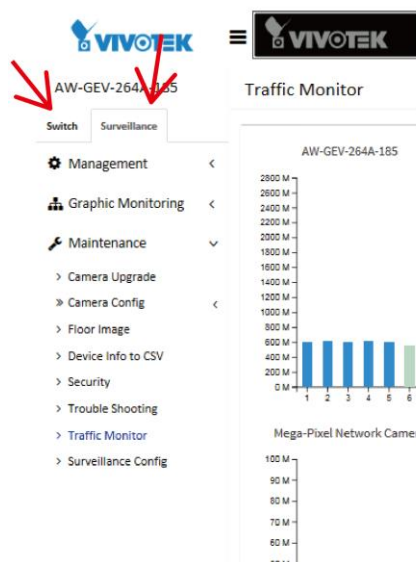 VIVOTEK
VIVOTEK
AW-GEV-264A-185
Traffic Monitor
Switch
Surveillance
Management
Graphic Monitoring
Maintenance
Camera Upgrade
Camera Config
Floor Image
Device Info to CSV
Security
Trouble Shooting
Traffic Monitor
Surveillance Config
AW-GEV-264A-185
2800 M
2600 M
2400 M
2200 M
2000 M
1800 M
1600 M
1400 M
1200 M
1000 M
800 M
600 M
400 M
200 M
0 M
1 2 3 4 5 6
Mega-Pixel Network Camer
100 M
90 M
80 M
70 M
60 M